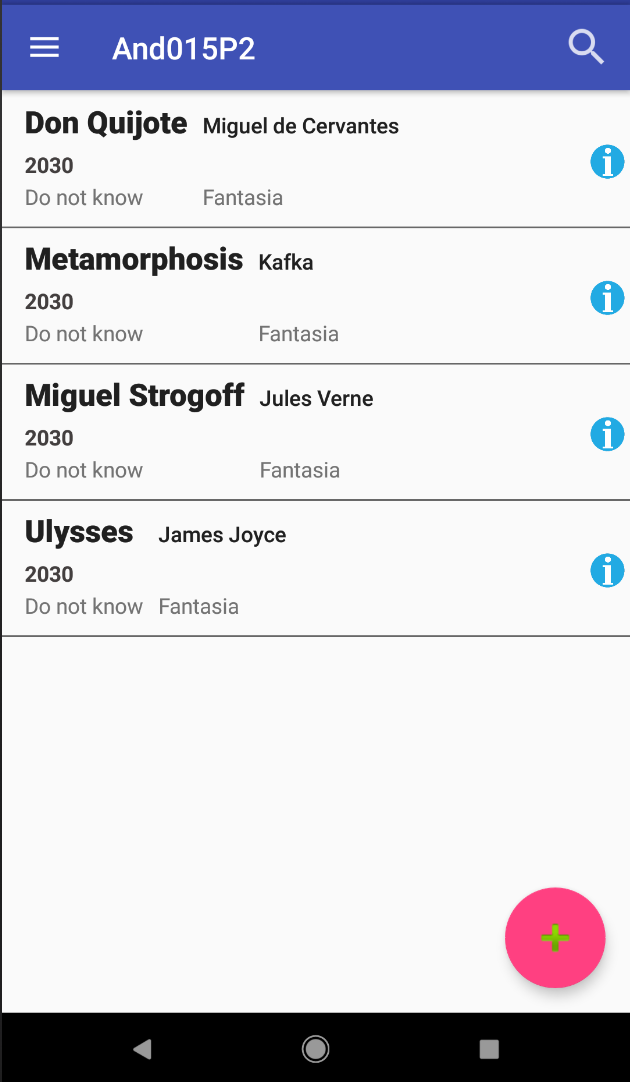 And015P2
Don Quijote Miguel de Cervantes
2030
Do not know Fantasia
Metamorphosis Kafka
2030
Do not know Fantasia
Miguel Strogoff Jules Verne
2030
Do not know Fantasia
Ulysses James Joyce
2030
Do not know Fantasia